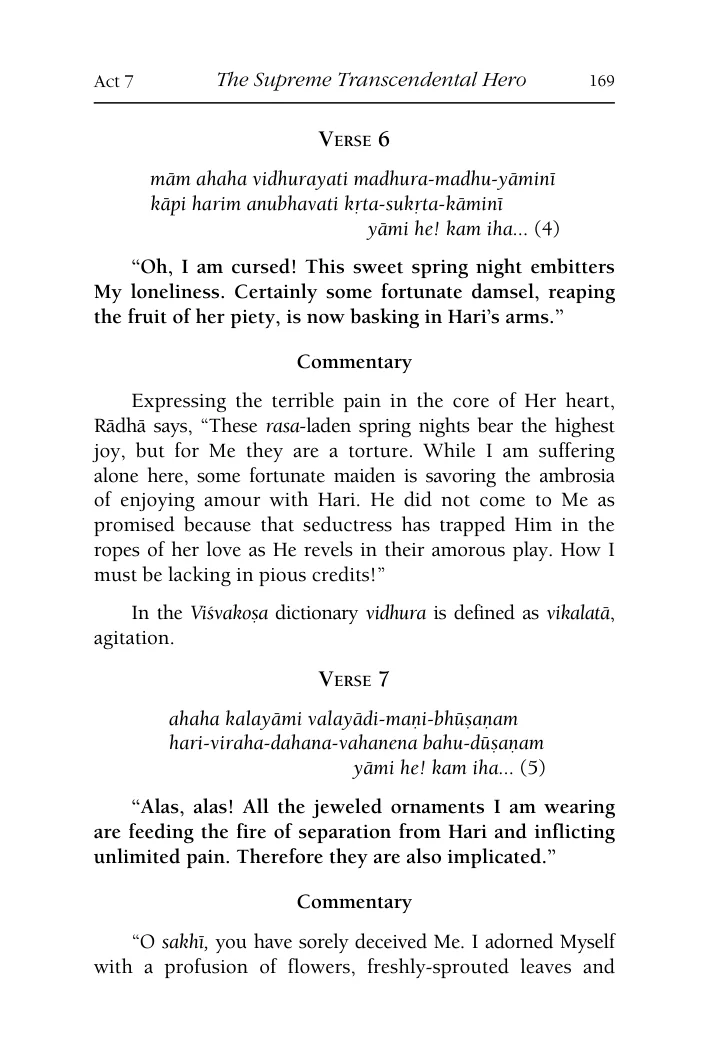 Act 7 The Supreme Transcendental Hero 169
VERSE 6
mām ahaha vidhurayati madhura-madhu-yāminī
kāpi harim anubhavati kṛta-sukṛta-kāminī
yāmi he! kam iha... (4)
“Oh, I am cursed! This sweet spring night embitters
My loneliness. Certainly some fortunate damsel, reaping
the fruit of her piety, is now basking in Hari’s arms.”
Commentary
Expressing the terrible pain in the core of Her heart,
Rādhā says, “These rasa-laden spring nights bear the highest
joy, but for Me they are a torture. While I am suffering
alone here, some fortunate maiden is savoring the ambrosia
of enjoying amour with Hari. He did not come to Me as
promised because that seductress has trapped Him in the
ropes of her love as He revels in their amorous play. How I
must be lacking in pious credits!”
In the Viśvakoṣa dictionary vidhura is defined as vikalatā,
agitation.
VERSE 7
ahaha kalayāmi valayādi-maṇi-bhūṣaṇam
hari-viraha-dahana-vahanena bahu-dūṣaṇam
yāmi he! kam iha... (5)
“Alas, alas! All the jeweled ornaments I am wearing
are feeding the fire of separation from Hari and inflicting
unlimited pain. Therefore they are also implicated.”
Commentary
“O sakhī, you have sorely deceived Me. I adorned Myself
with a profusion of flowers, freshly-sprouted leaves and